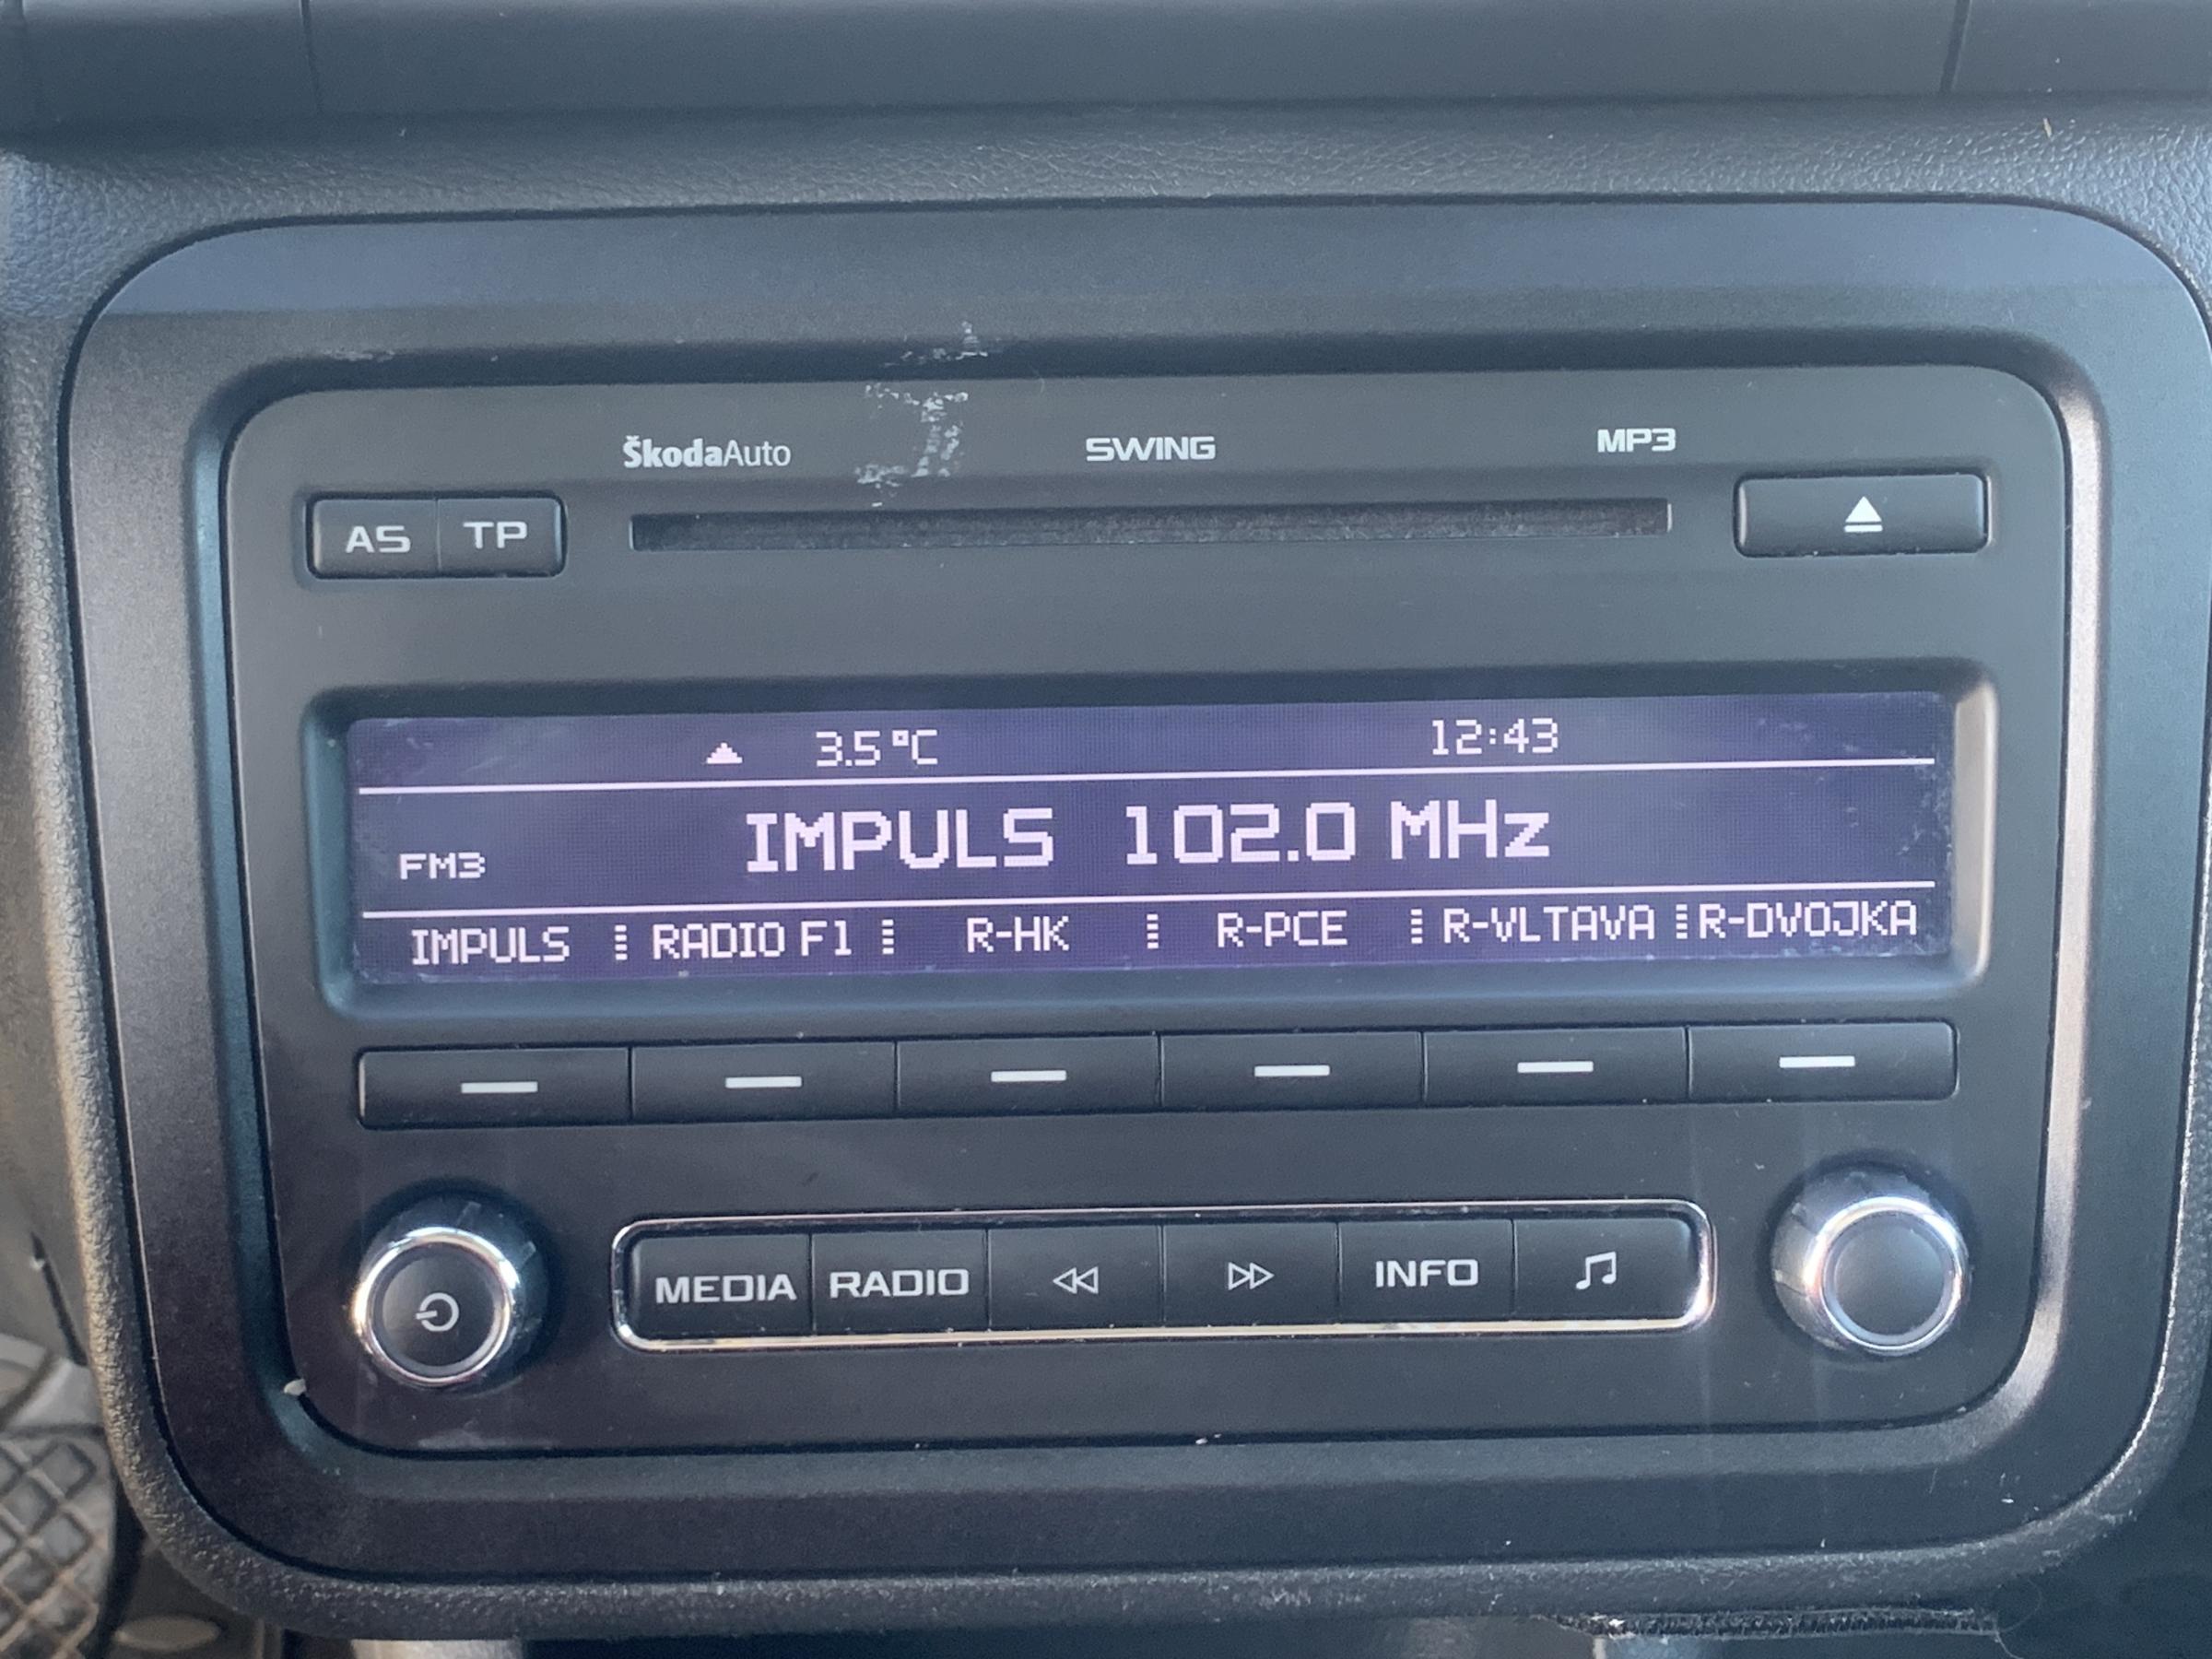 ŠkodaAuto SWING MP3
AS TP
3.5°C 12:43
FM3 IMPULS 102.0 MHz
IMPULS RADIO F1 R-HK R-PCE R-VLTAVA R-DVOJKA
MEDIA RADIO INFO